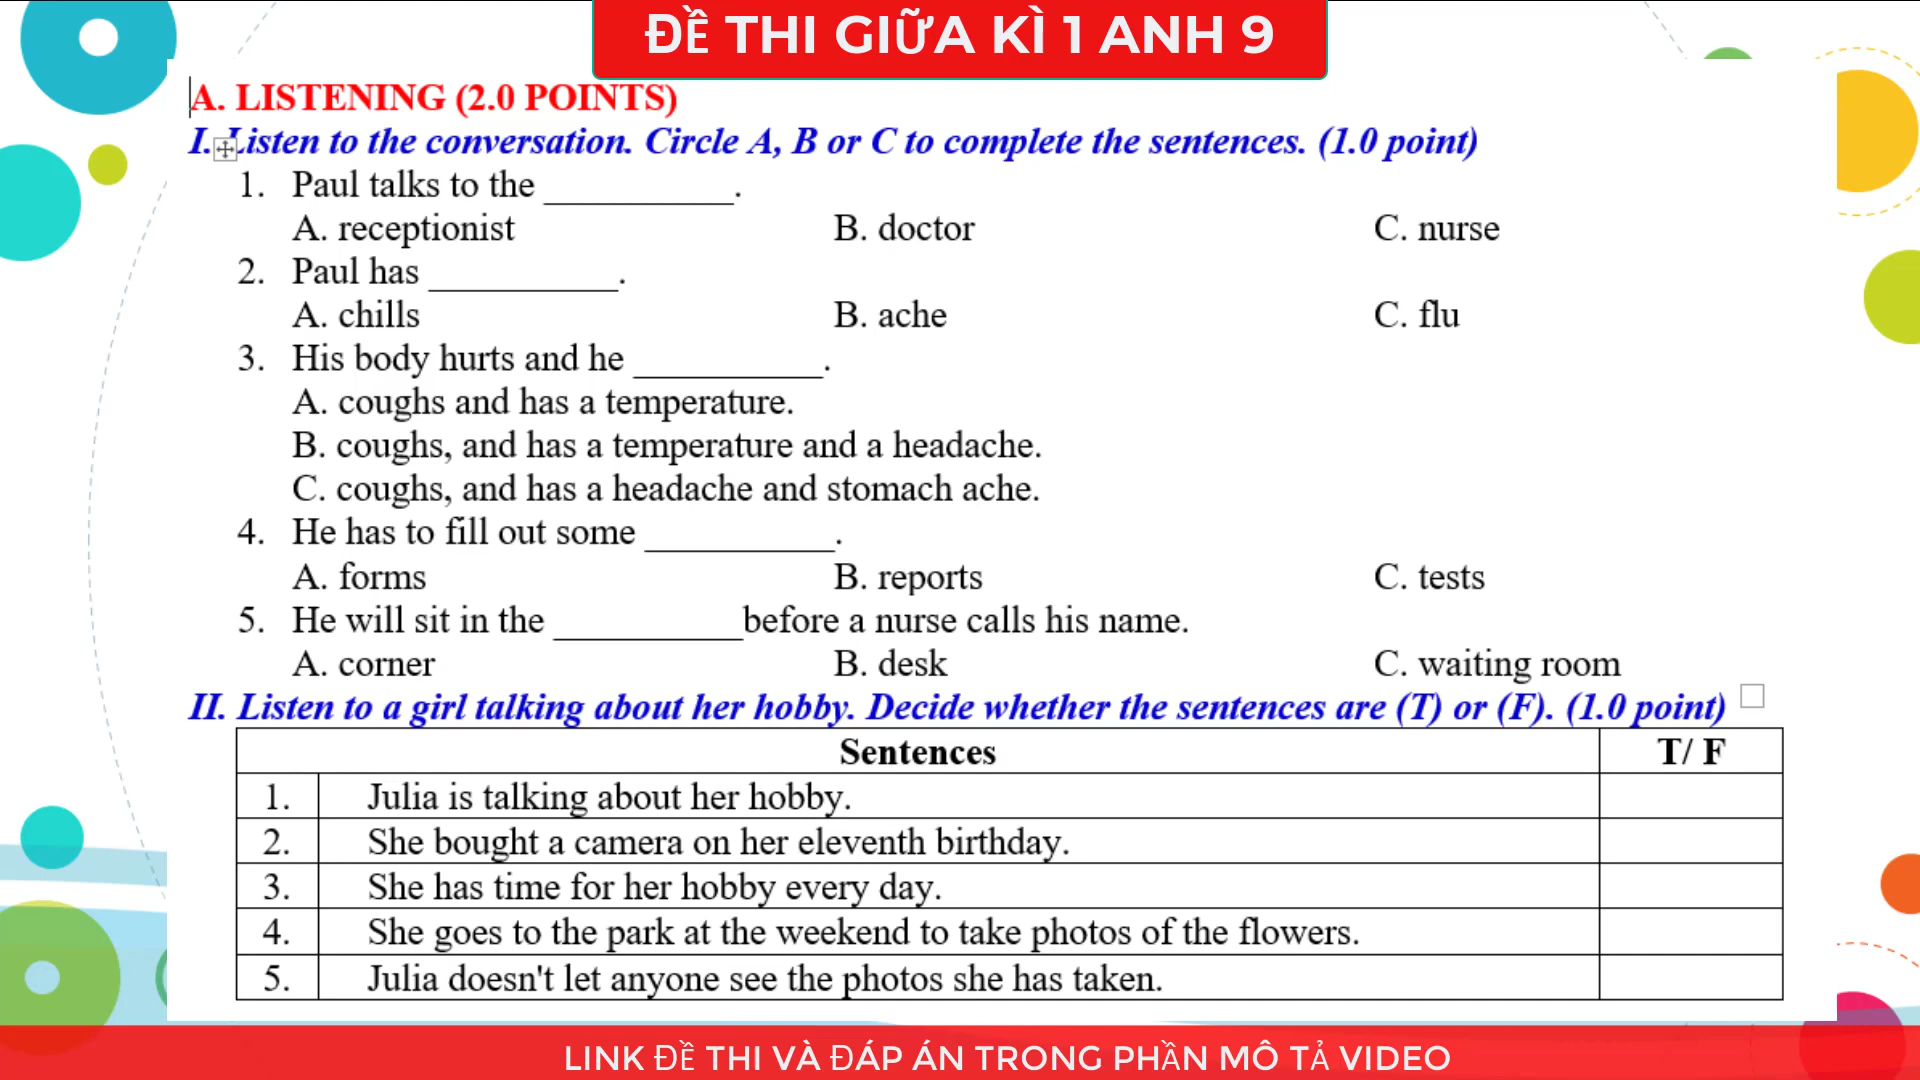 ĐỀ THI GIỮA KÌ 1 ANH 9
A. LISTENING (2.0 POINTS)
I. Listen to the conversation. Circle A, B or C to complete the sentences. (1.0 point)
1. Paul talks to the __________.
A. receptionist B. doctor C. nurse
2. Paul has __________.
A. chills B. ache C. flu
3. His body hurts and he __________.
A. coughs and has a temperature.
B. coughs, and has a temperature and a headache.
C. coughs, and has a headache and stomach ache.
4. He has to fill out some __________.
A. forms B. reports C. tests
5. He will sit in the __________before a nurse calls his name.
A. corner B. desk C. waiting room
II. Listen to a girl talking about her hobby. Decide whether the sentences are (T) or (F). (1.0 point)
Sentences T/ F
1. Julia is talking about her hobby.
2. She bought a camera on her eleventh birthday.
3. She has time for her hobby every day.
4. She goes to the park at the weekend to take photos of the flowers.
5. Julia doesn't let anyone see the photos she has taken.
LINK ĐỀ THI VÀ ĐÁP ÁN TRONG PHẦN MÔ TẢ VIDEO